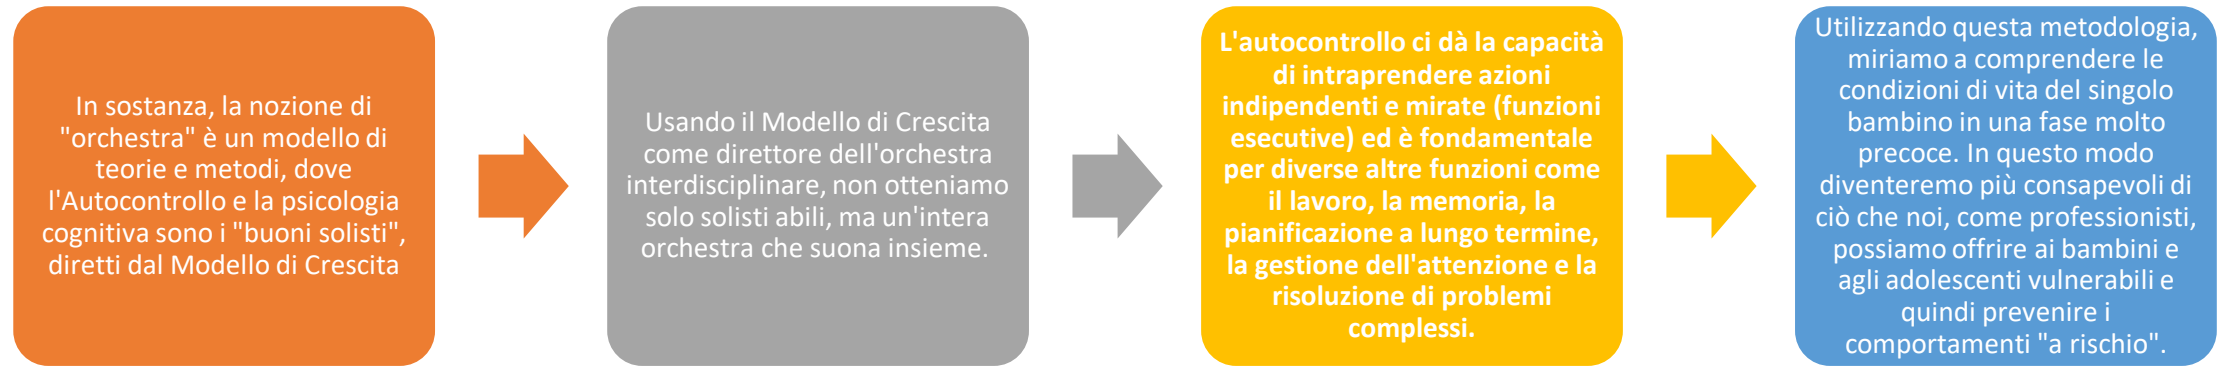 In sostanza, la nozione di
"orchestra" è un modello di
teorie e metodi, dove
l'Autocontrollo e la psicologia
cognitiva sono i "buoni solisti",
diretti dal Modello di Crescita
Usando il Modello di Crescita
come direttore dell'orchestra
interdisciplinare, non otteniamo
solo solisti abili, ma un'intera
orchestra che suona insieme.
L'autocontrollo ci dà la capacità
di intraprendere azioni
indipendenti e mirate (funzioni
esecutive) ed è fondamentale
per diverse altre funzioni come
il lavoro, la memoria, la
pianificazione a lungo termine,
la gestione dell'attenzione e la
risoluzione di problemi
complessi.
Utilizzando questa metodologia,
miriamo a comprendere le
condizioni di vita del singolo
bambino in una fase molto
precoce. In questo modo
diventeremo più consapevoli di
ciò che noi, come professionisti,
possiamo offrire ai bambini e
agli adolescenti vulnerabili e
quindi prevenire i
comportamenti "a rischio".